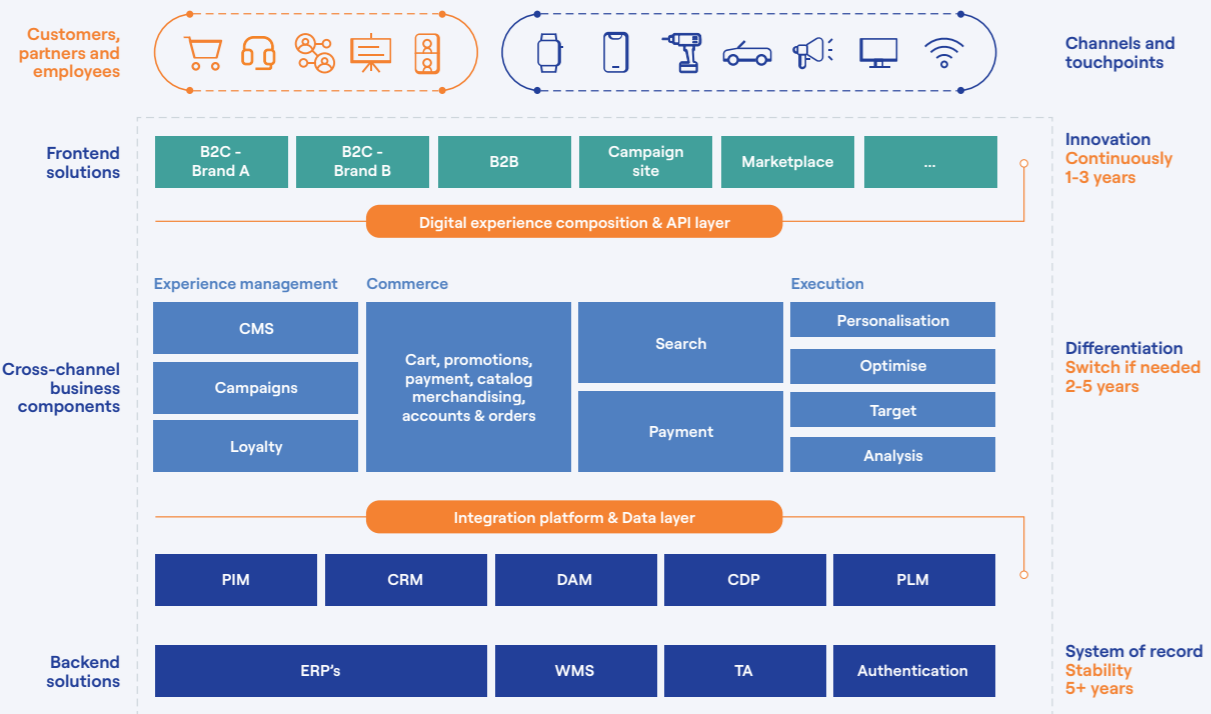 Customers,
partners and
employees
Channels and
touchpoints
Frontend
solutions
B2C -
Brand A
B2C -
Brand B
B2B
Campaign
site
Marketplace
...
Innovation
Continuously
1-3 years
Digital experience composition & API layer
Experience management
Commerce
Execution
Cross-channel
business
components
CMS
Campaigns
Loyalty
Cart, promotions,
payment, catalog
merchandising,
accounts & orders
Search
Payment
Personalisation
Optimise
Target
Analysis
Differentiation
Switch if needed
2-5 years
Integration platform & Data layer
PIM
CRM
DAM
CDP
PLM
Backend
solutions
ERP’s
WMS
TA
Authentication
System of record
Stability
5+ years